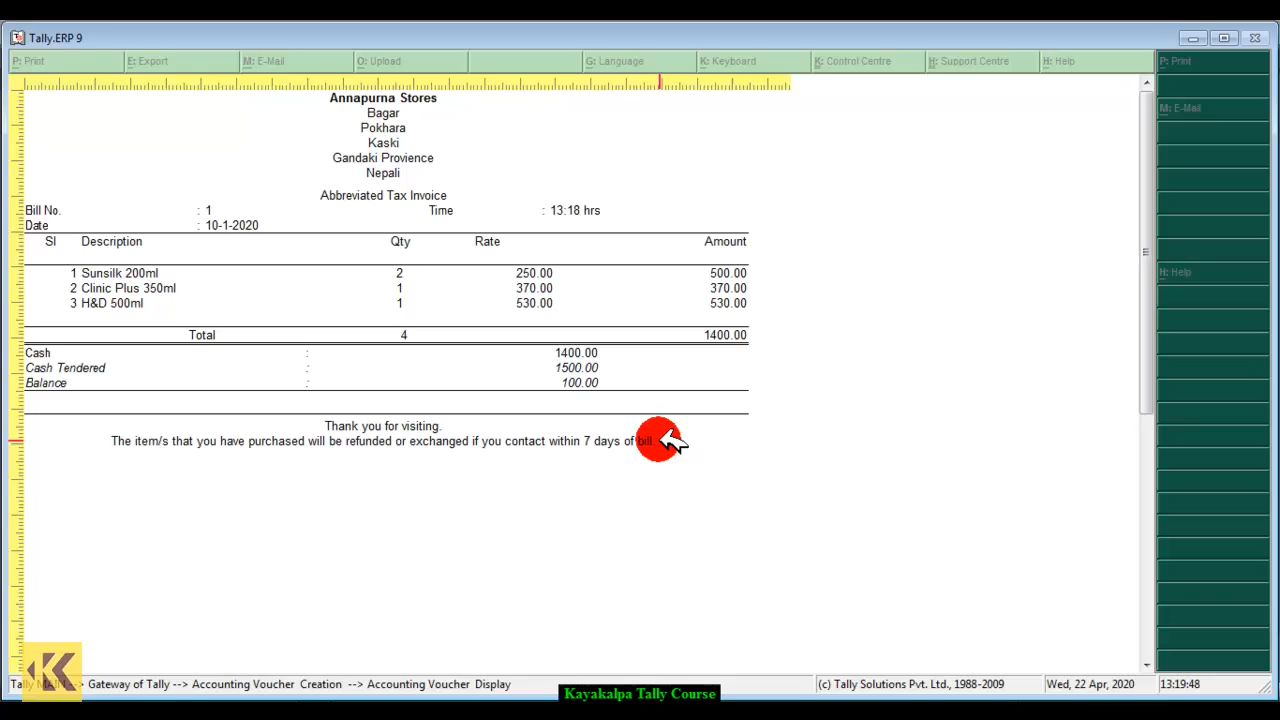 Tally.ERP 9
P: Print E: Export M: E-Mail O: Upload G: Language K: Keyboard K: Control Centre H: Support Centre H: Help
P: Print
M: E-Mail
H: Help
Annapurna Stores
Bagar
Pokhara
Kaski
Gandaki Provience
Nepali
Abbreviated Tax Invoice
Bill No. : 1 Time : 13:18 hrs
Date : 10-1-2020
Sl Description Qty Rate Amount
1 Sunsilk 200ml 2 250.00 500.00
2 Clinic Plus 350ml 1 370.00 370.00
3 H&D 500ml 1 530.00 530.00
Total 4 1400.00
Cash : 1400.00
Cash Tendered : 1500.00
Balance : 100.00
Thank you for visiting.
The item/s that you have purchased will be refunded or exchanged if you contact within 7 days of bill
K
Tally MAIN --> Gateway of Tally --> Accounting Voucher Creation --> Accounting Voucher Display (c) Tally Solutions Pvt. Ltd., 1988-2009 Wed, 22 Apr, 2020 13:19:48
Kayakalpa Tally Course